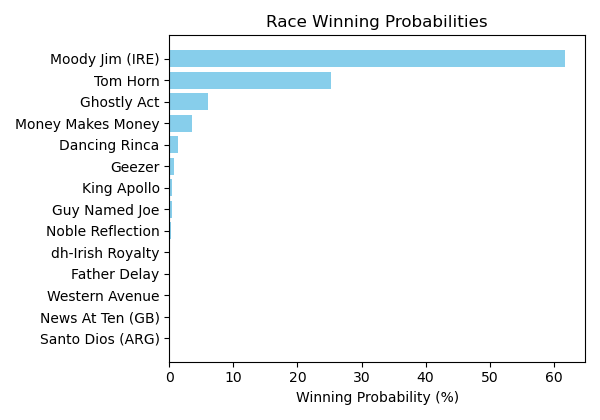 Race Winning Probabilities
Moody Jim (IRE)
Tom Horn
Ghostly Act
Money Makes Money
Dancing Rinca
Geezer
King Apollo
Guy Named Joe
Noble Reflection
dh-Irish Royalty
Father Delay
Western Avenue
News At Ten (GB)
Santo Dios (ARG)
0 10 20 30 40 50 60
Winning Probability (%)